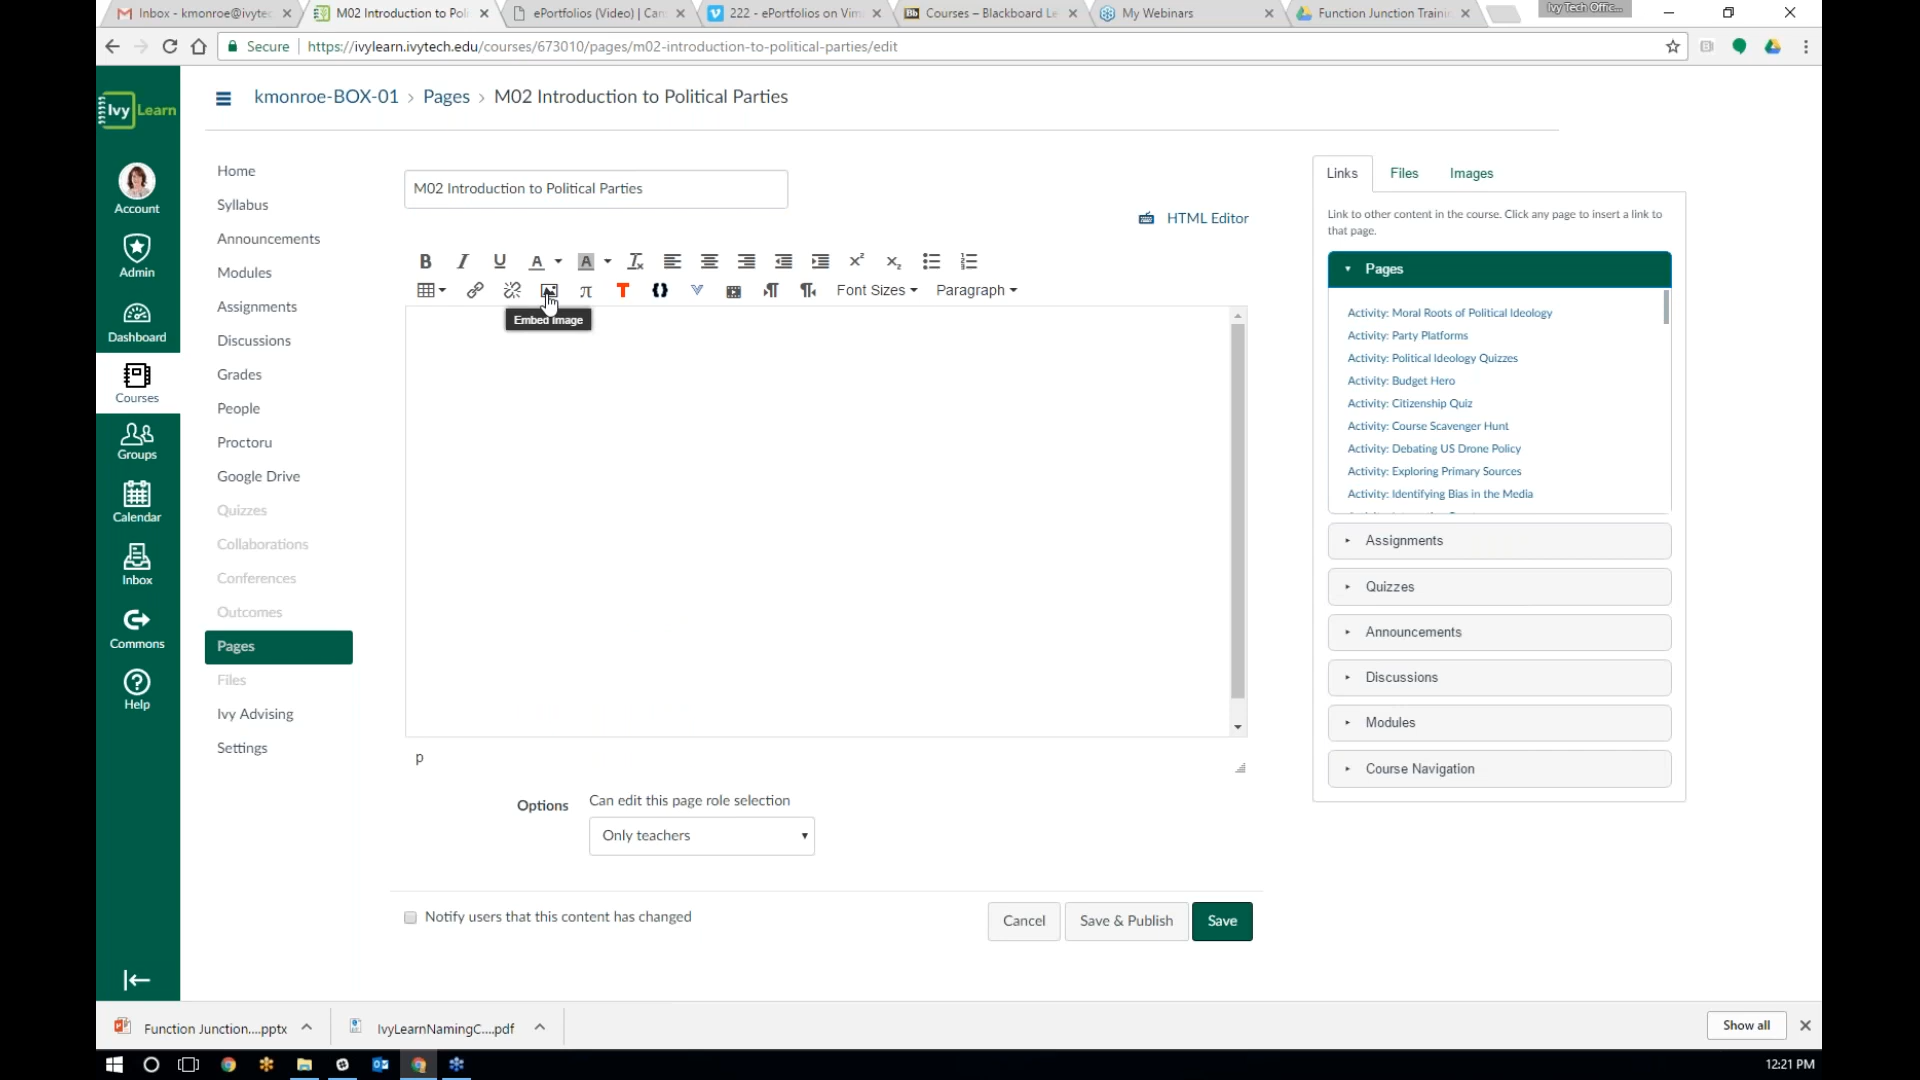 Inbox - kmonroe@ivytec
M02 Introduction to Poli
ePortfolios (Video) | Can
222 - ePortfolios on Vim
Courses – Blackboard Le
My Webinars
Function Junction Traini
Ivy Tech Offic...
Secure
https://ivylearn.ivytech.edu/courses/673010/pages/m02-introduction-to-political-parties/edit
Ivy Learn
kmonroe-BOX-01 › Pages › M02 Introduction to Political Parties
Account
Admin
Dashboard
Courses
Groups
Calendar
Inbox
Commons
Help
Home
Syllabus
Announcements
Modules
Assignments
Discussions
Grades
People
Proctoru
Google Drive
Quizzes
Collaborations
Conferences
Outcomes
Pages
Files
Ivy Advising
Settings
M02 Introduction to Political Parties
HTML Editor
Font Sizes
Paragraph
Embed Image
p
Options
Can edit this page role selection
Only teachers
Notify users that this content has changed
Cancel
Save & Publish
Save
Links
Files
Images
Link to other content in the course. Click any page to insert a link to
that page.
Pages
Activity: Moral Roots of Political Ideology
Activity: Party Platforms
Activity: Political Ideology Quizzes
Activity: Budget Hero
Activity: Citizenship Quiz
Activity: Course Scavenger Hunt
Activity: Debating US Drone Policy
Activity: Exploring Primary Sources
Activity: Identifying Bias in the Media
Assignments
Quizzes
Announcements
Discussions
Modules
Course Navigation
Function Junction....pptx
IvyLearnNamingC....pdf
Show all
12:21 PM